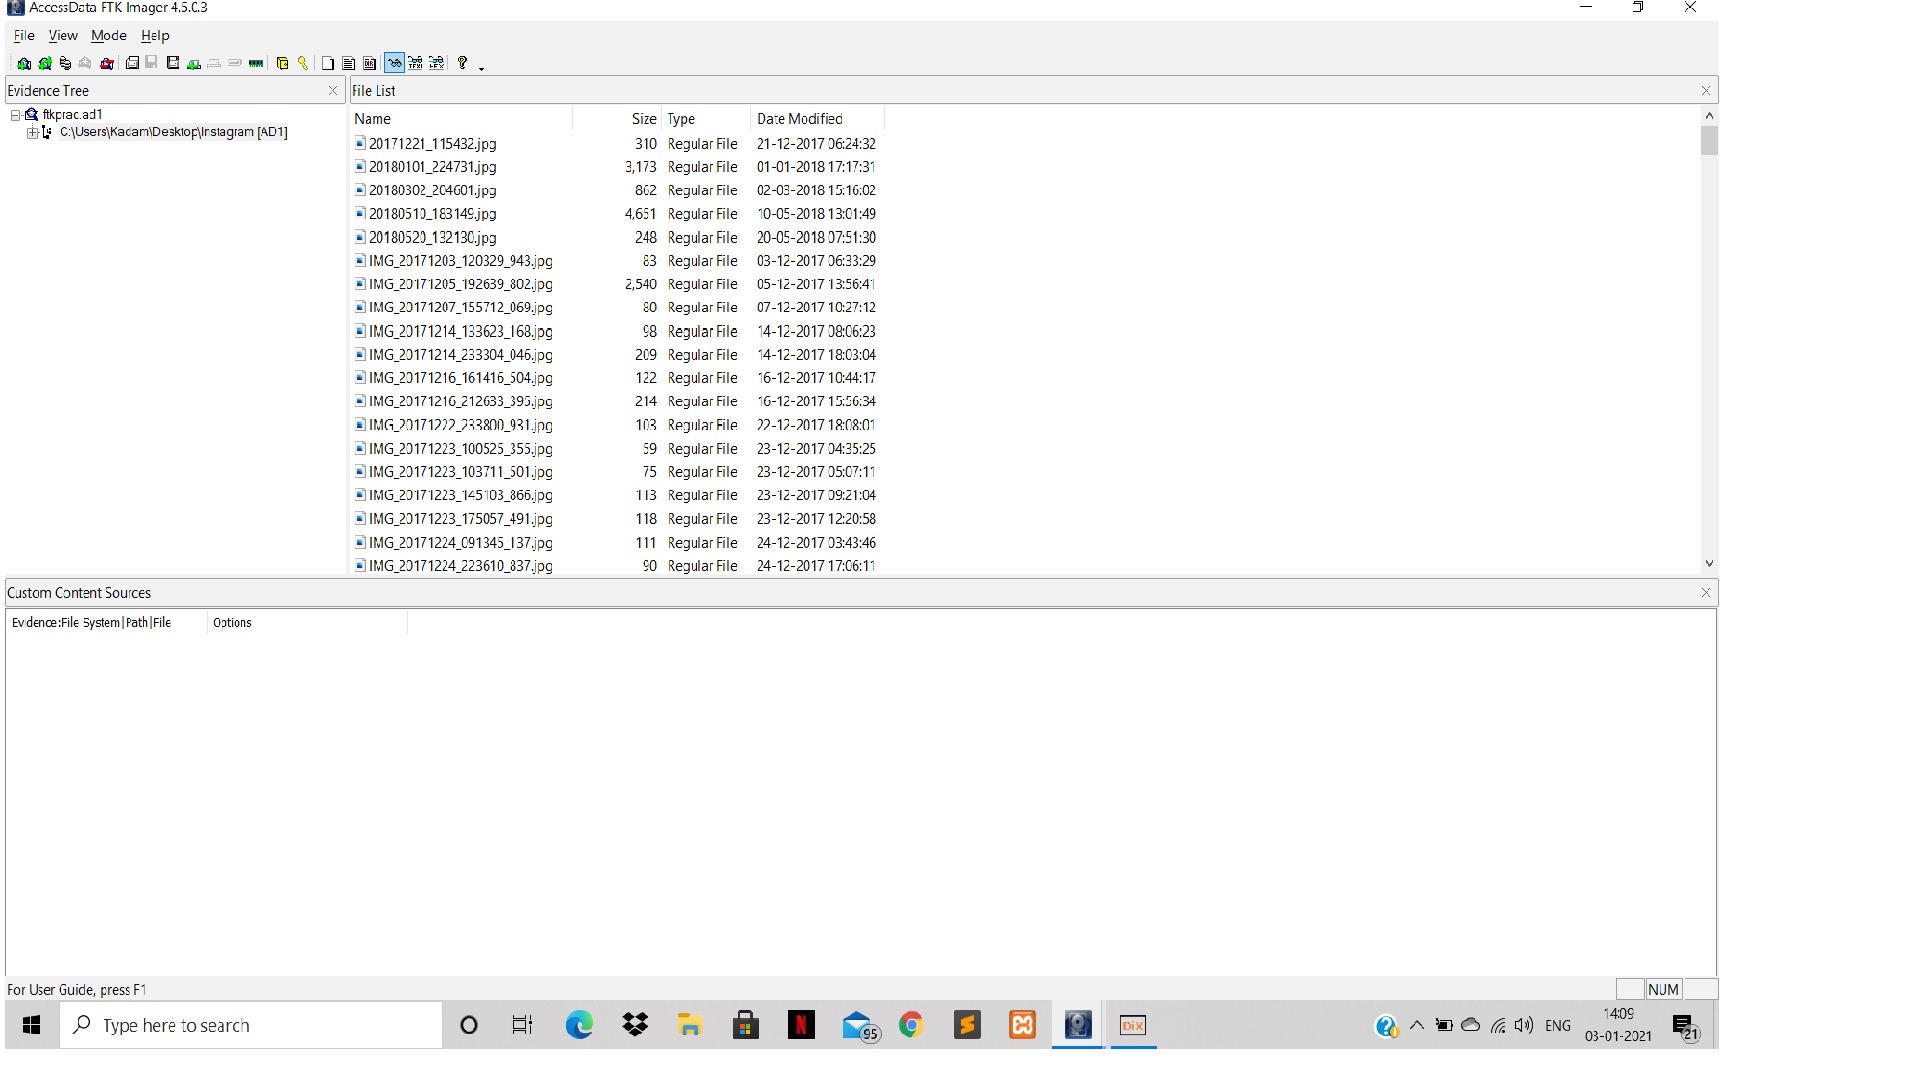 AccessData FTK Imager 4.5.0.3
File View Mode Help
Evidence Tree
File List
ftkprac.ad1
C:\Users\Kadam\Desktop\Instagram [AD1]
Name Size Type Date Modified
20171221_115432.jpg 310 Regular File 21-12-2017 06:24:32
20180101_224731.jpg 3,173 Regular File 01-01-2018 17:17:31
20180302_204601.jpg 862 Regular File 02-03-2018 15:16:02
20180510_183149.jpg 4,651 Regular File 10-05-2018 13:01:49
20180520_132130.jpg 248 Regular File 20-05-2018 07:51:30
IMG_20171203_120329_943.jpg 83 Regular File 03-12-2017 06:33:29
IMG_20171205_192639_802.jpg 2,540 Regular File 05-12-2017 13:56:41
IMG_20171207_155712_069.jpg 80 Regular File 07-12-2017 10:27:12
IMG_20171214_133623_168.jpg 98 Regular File 14-12-2017 08:06:23
IMG_20171214_233304_046.jpg 209 Regular File 14-12-2017 18:03:04
IMG_20171216_161416_504.jpg 122 Regular File 16-12-2017 10:44:17
IMG_20171216_212633_395.jpg 214 Regular File 16-12-2017 15:56:34
IMG_20171222_233800_931.jpg 103 Regular File 22-12-2017 18:08:01
IMG_20171223_100525_355.jpg 59 Regular File 23-12-2017 04:35:25
IMG_20171223_103711_501.jpg 75 Regular File 23-12-2017 05:07:11
IMG_20171223_145103_866.jpg 113 Regular File 23-12-2017 09:21:04
IMG_20171223_175057_491.jpg 118 Regular File 23-12-2017 12:20:58
IMG_20171224_091345_137.jpg 111 Regular File 24-12-2017 03:43:46
IMG_20171224_223610_837.jpg 90 Regular File 24-12-2017 17:06:11
Custom Content Sources
Evidence:File System|Path|File Options
For User Guide, press F1
NUM
Type here to search
95
DiX
ENG
14:09
03-01-2021
21